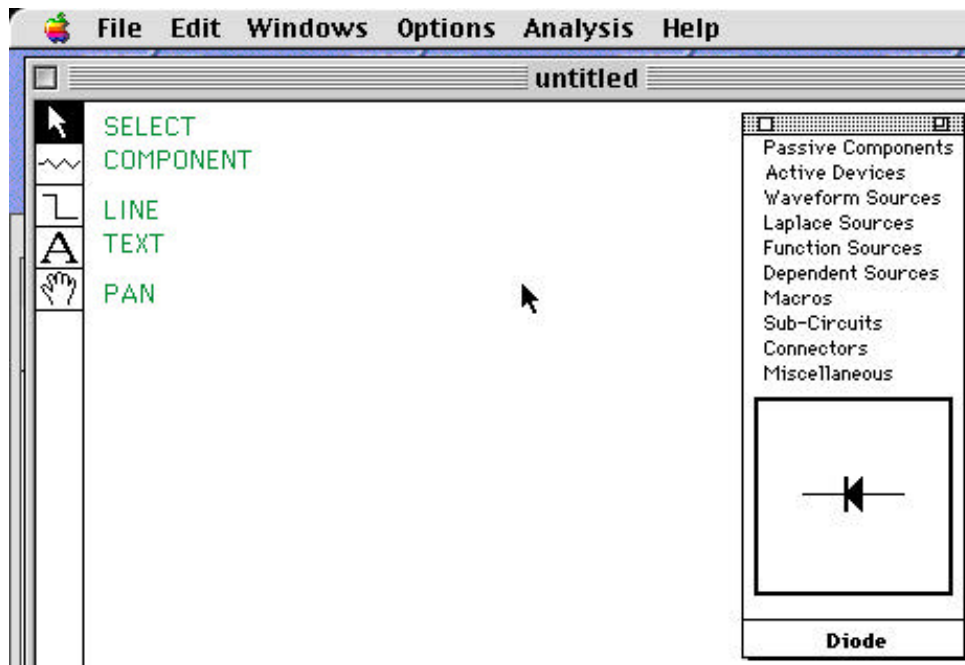 File Edit Windows Options Analysis Help
untitled
SELECT
COMPONENT
LINE
A
TEXT
PAN
Passive Components
Active Devices
Waveform Sources
Laplace Sources
Function Sources
Dependent Sources
Macros
Sub-Circuits
Connectors
Miscellaneous
Diode